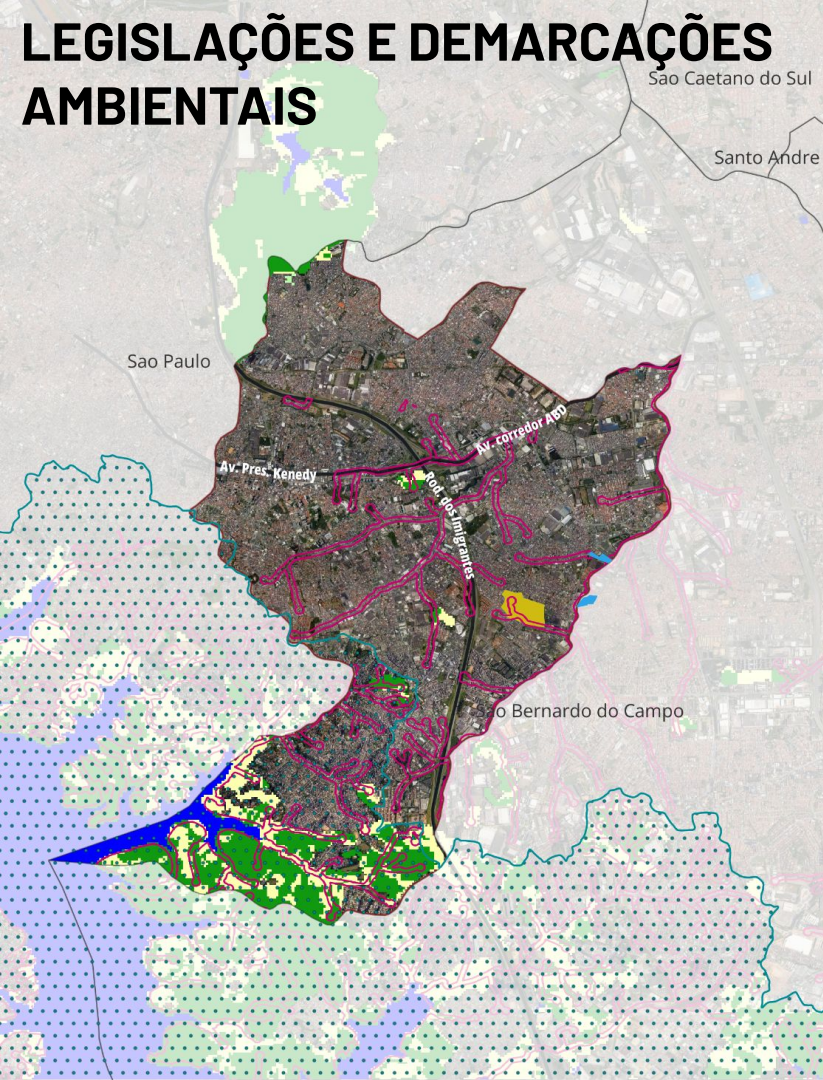 LEGISLAÇÕES E DEMARCAÇÕES
AMBIENTAIS
Sao Caetano do Sul
Santo Andre
Sao Paulo
Av. corredor ABD
Av. Pres. Kenedy
Rod. dos Imigrantes
São Bernardo do Campo